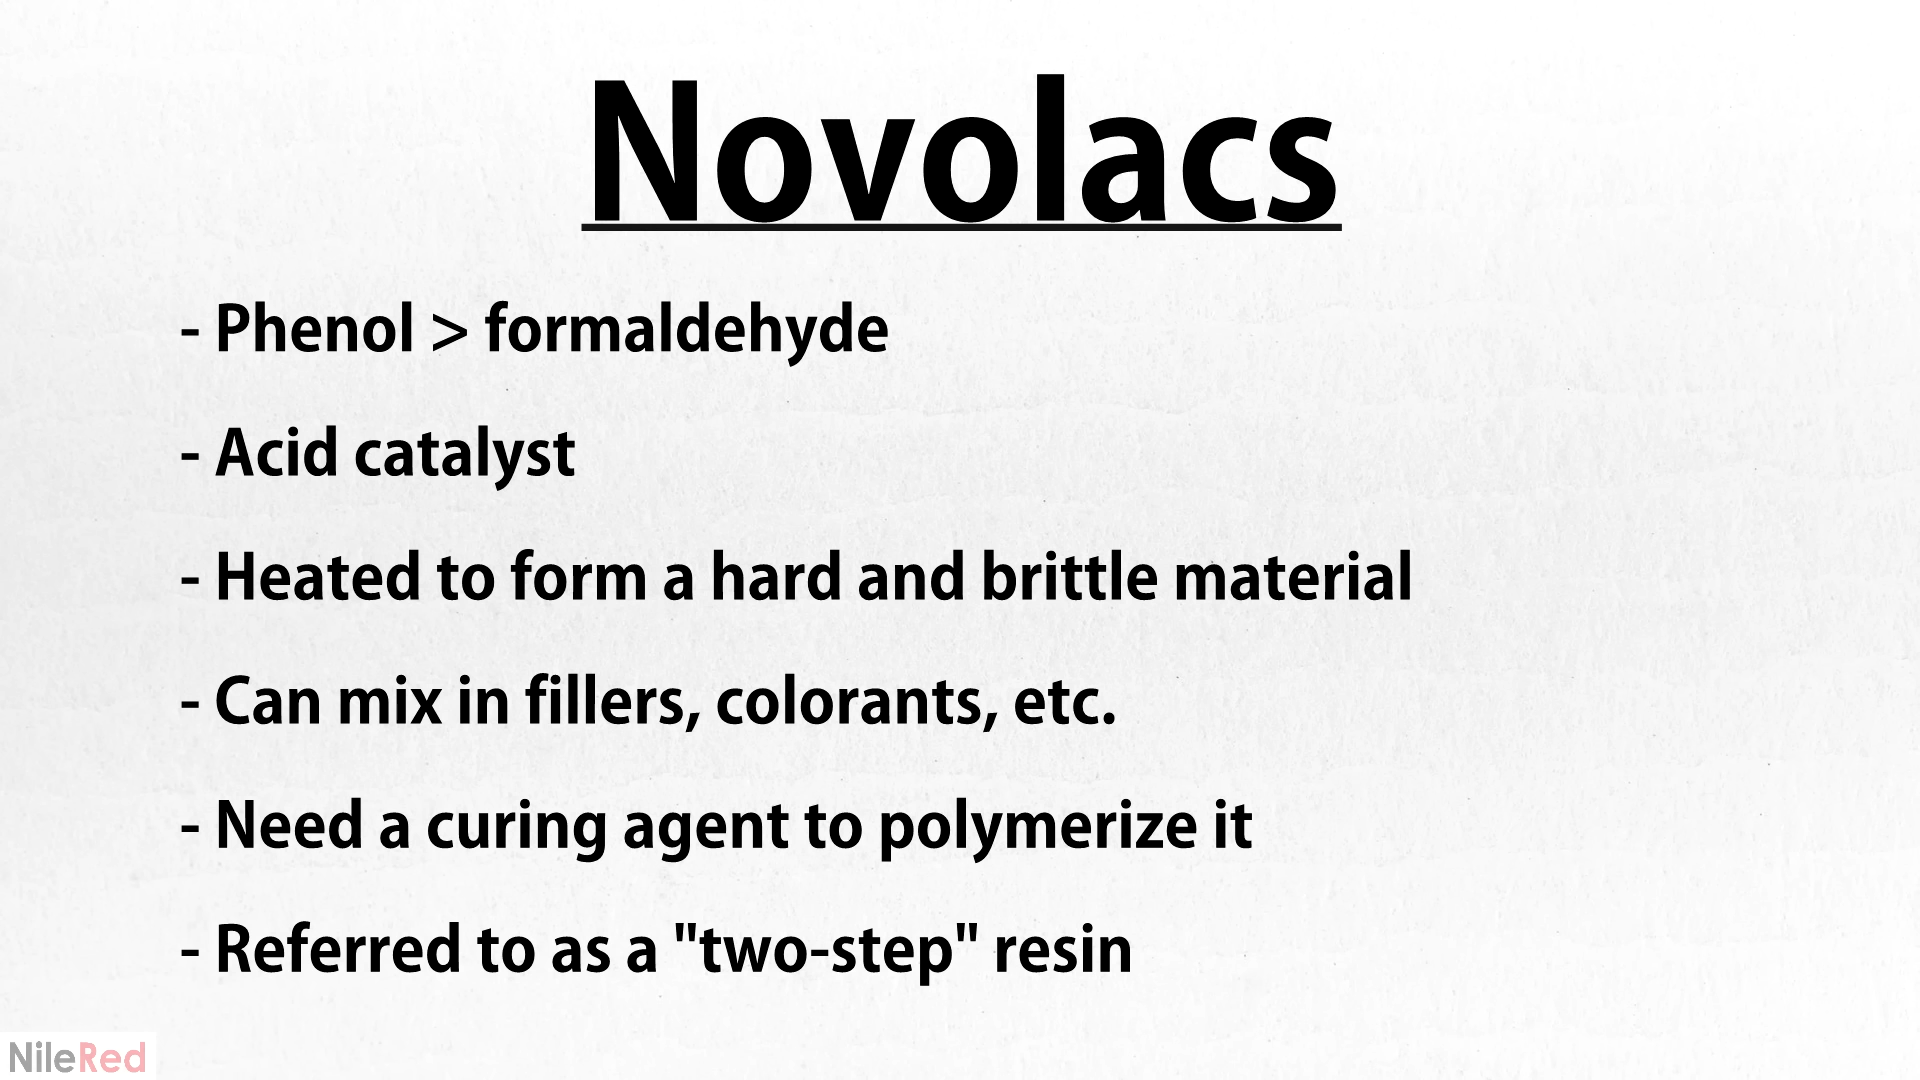 Novolacs
- Phenol > formaldehyde
- Acid catalyst
- Heated to form a hard and brittle material
- Can mix in fillers, colorants, etc.
- Need a curing agent to polymerize it
- Referred to as a "two-step" resin
NileRed